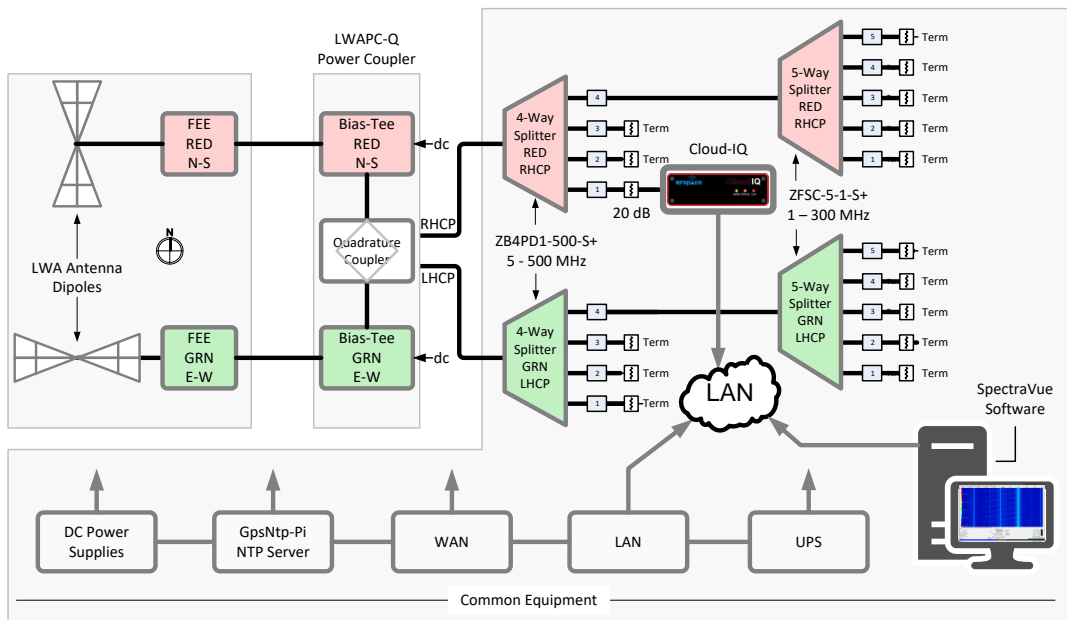 LWAPC-Q
Power Coupler
FEE
RED
N-S
Bias-Tee
RED
N-S
dc
4-Way
Splitter
RED
RHCP
4
3
Term
2
Term
1
20 dB
Cloud-IQ
5-Way
Splitter
RED
RHCP
5
Term
4
Term
3
Term
2
Term
1
Term
N
LWA Antenna
Dipoles
Quadrature
Coupler
RHCP
LHCP
ZB4PD1-500-S+
5 - 500 MHz
ZFSC-5-1-S+
1 – 300 MHz
FEE
GRN
E-W
Bias-Tee
GRN
E-W
dc
4-Way
Splitter
GRN
LHCP
4
3
Term
2
Term
1
Term
5-Way
Splitter
GRN
LHCP
5
Term
4
Term
3
Term
2
Term
1
Term
LAN
SpectraVue
Software
DC Power
Supplies
GpsNtp-Pi
NTP Server
WAN
LAN
UPS
Common Equipment